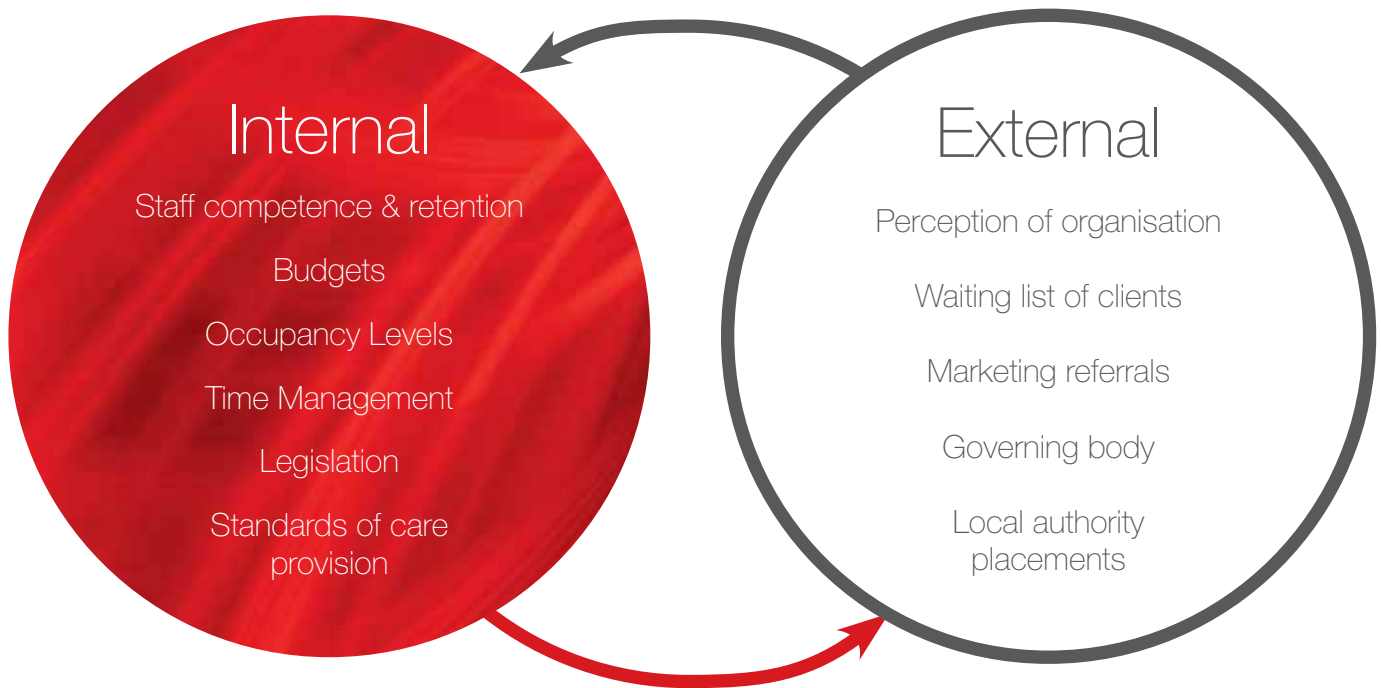 Internal
Staff competence & retention
Budgets
Occupancy Levels
Time Management
Legislation
Standards of care
provision
External
Perception of organisation
Waiting list of clients
Marketing referrals
Governing body
Local authority
placements